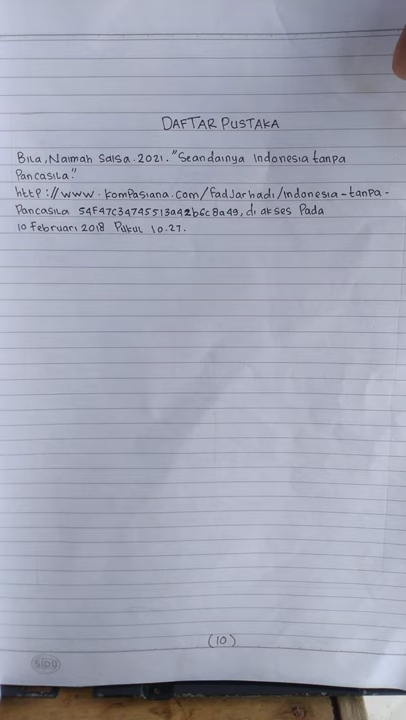 DAFTAR PUSTAKA
Bila, Naimah Salsa. 2021. "Seandainya Indonesia tanpa
Pancasila."
http://www.kompasiana.com/fadjarhadi/indonesia-tanpa-
Pancasila 54F47C34745513a42b6c8a49, di akses Pada
10 Februari 2018 Pukul 10.27.
(10)
SIDU